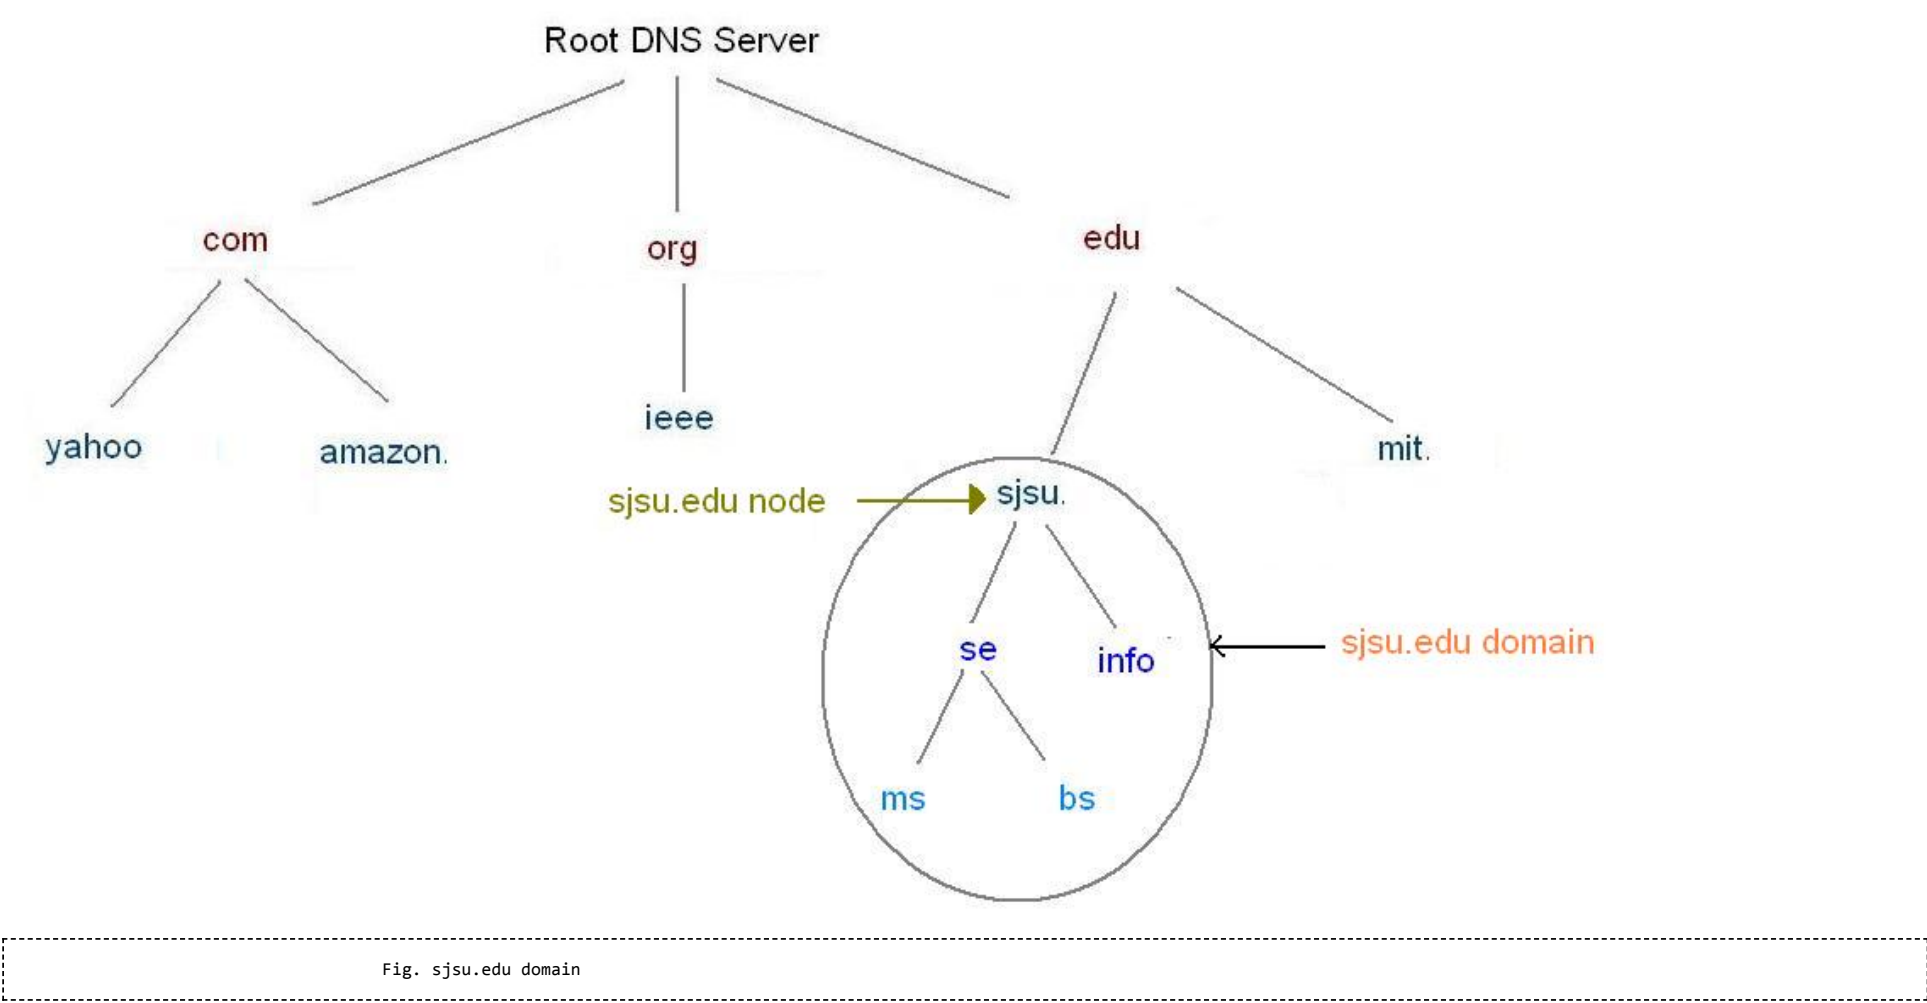 Root DNS Server
com
org
edu
yahoo
amazon.
ieee
mit.
sjsu.edu node
sjsu.
se
info
sjsu.edu domain
ms
bs
Fig. sjsu.edu domain